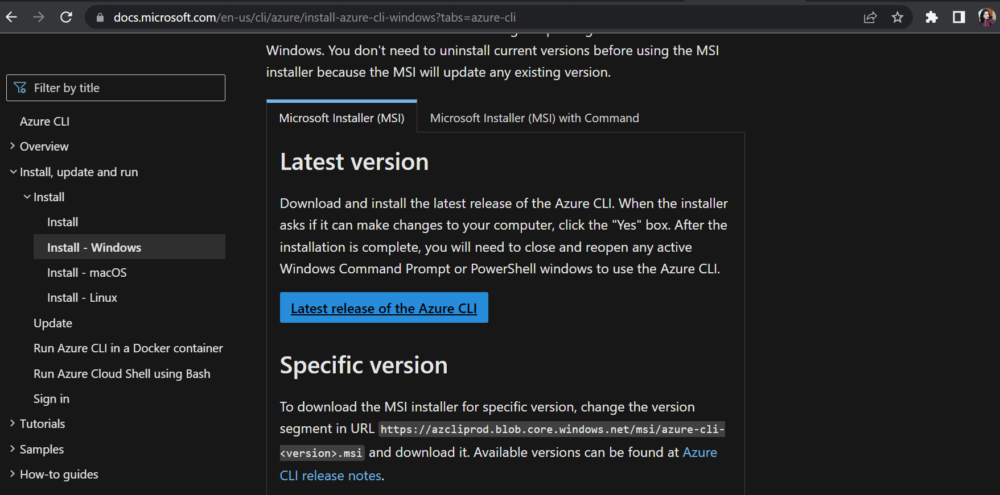 docs.microsoft.com/en-us/cli/azure/install-azure-cli-windows?tabs=azure-cli
Filter by title
Azure CLI
Overview
Install, update and run
Install
Install
Install - Windows
Install - macOS
Install - Linux
Update
Run Azure CLI in a Docker container
Run Azure Cloud Shell using Bash
Sign in
Tutorials
Samples
How-to guides
Windows. You don't need to uninstall current versions before using the MSI
installer because the MSI will update any existing version.
Microsoft Installer (MSI)
Microsoft Installer (MSI) with Command
Latest version
Download and install the latest release of the Azure CLI. When the installer
asks if it can make changes to your computer, click the "Yes" box. After the
installation is complete, you will need to close and reopen any active
Windows Command Prompt or PowerShell windows to use the Azure CLI.
Latest release of the Azure CLI
Specific version
To download the MSI installer for specific version, change the version
segment in URL https://azcliprod.blob.core.windows.net/msi/azure-cli-
<version>.msi and download it. Available versions can be found at Azure
CLI release notes.